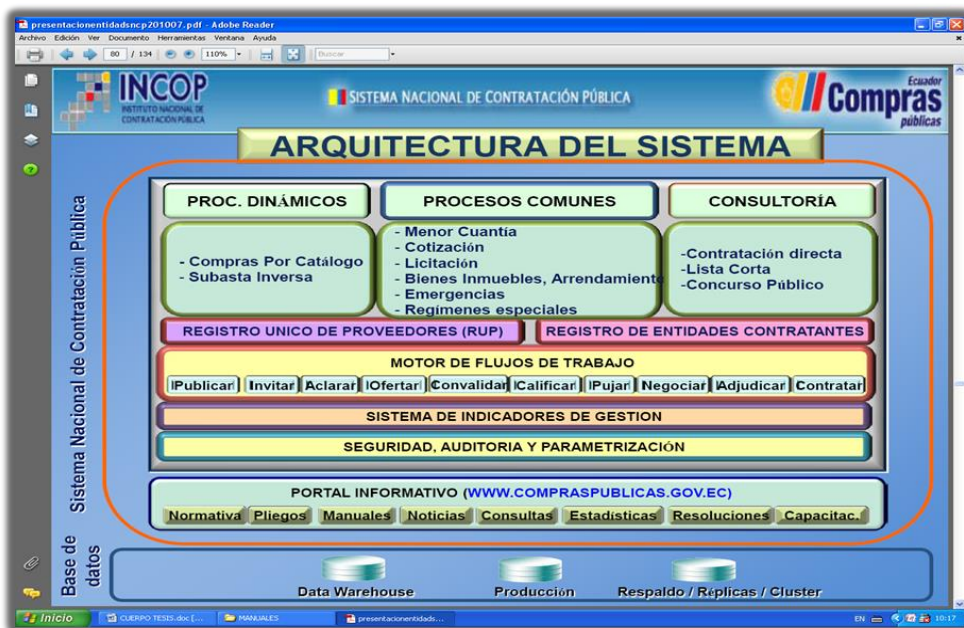 presentacionentidadsncp201007.pdf - Adobe Reader
Archivo Edición Ver Documento Herramientas Ventana Ayuda
80 / 134 110% Buscar
INCOP
INSTITUTO NACIONAL DE
CONTRATACIÓN PÚBLICA
SISTEMA NACIONAL DE CONTRATACIÓN PÚBLICA
Ecuador
Compras
públicas
ARQUITECTURA DEL SISTEMA
Sistema Nacional de Contratación Pública
PROC. DINÁMICOS
PROCESOS COMUNES
CONSULTORÍA
- Compras Por Catálogo
- Subasta Inversa
- Menor Cuantía
- Cotización
- Licitación
- Bienes Inmuebles, Arrendamiento
- Emergencias
- Regímenes especiales
-Contratación directa
-Lista Corta
-Concurso Público
REGISTRO UNICO DE PROVEEDORES (RUP)
REGISTRO DE ENTIDADES CONTRATANTES
MOTOR DE FLUJOS DE TRABAJO
Publicar Invitar Aclarar Ofertar Convalidar Calificar Pujar Negociar Adjudicar Contratar
SISTEMA DE INDICADORES DE GESTION
SEGURIDAD, AUDITORIA Y PARAMETRIZACIÓN
PORTAL INFORMATIVO (WWW.COMPRASPUBLICAS.GOV.EC)
Normativa Pliegos Manuales Noticias Consultas Estadísticas Resoluciones Capacitac.
Base de
datos
Data Warehouse
Producción
Respaldo / Réplicas / Cluster
Inicio
CUERPO TESIS.doc [...
MANUALES
presentacionentidads...
EN
10:17